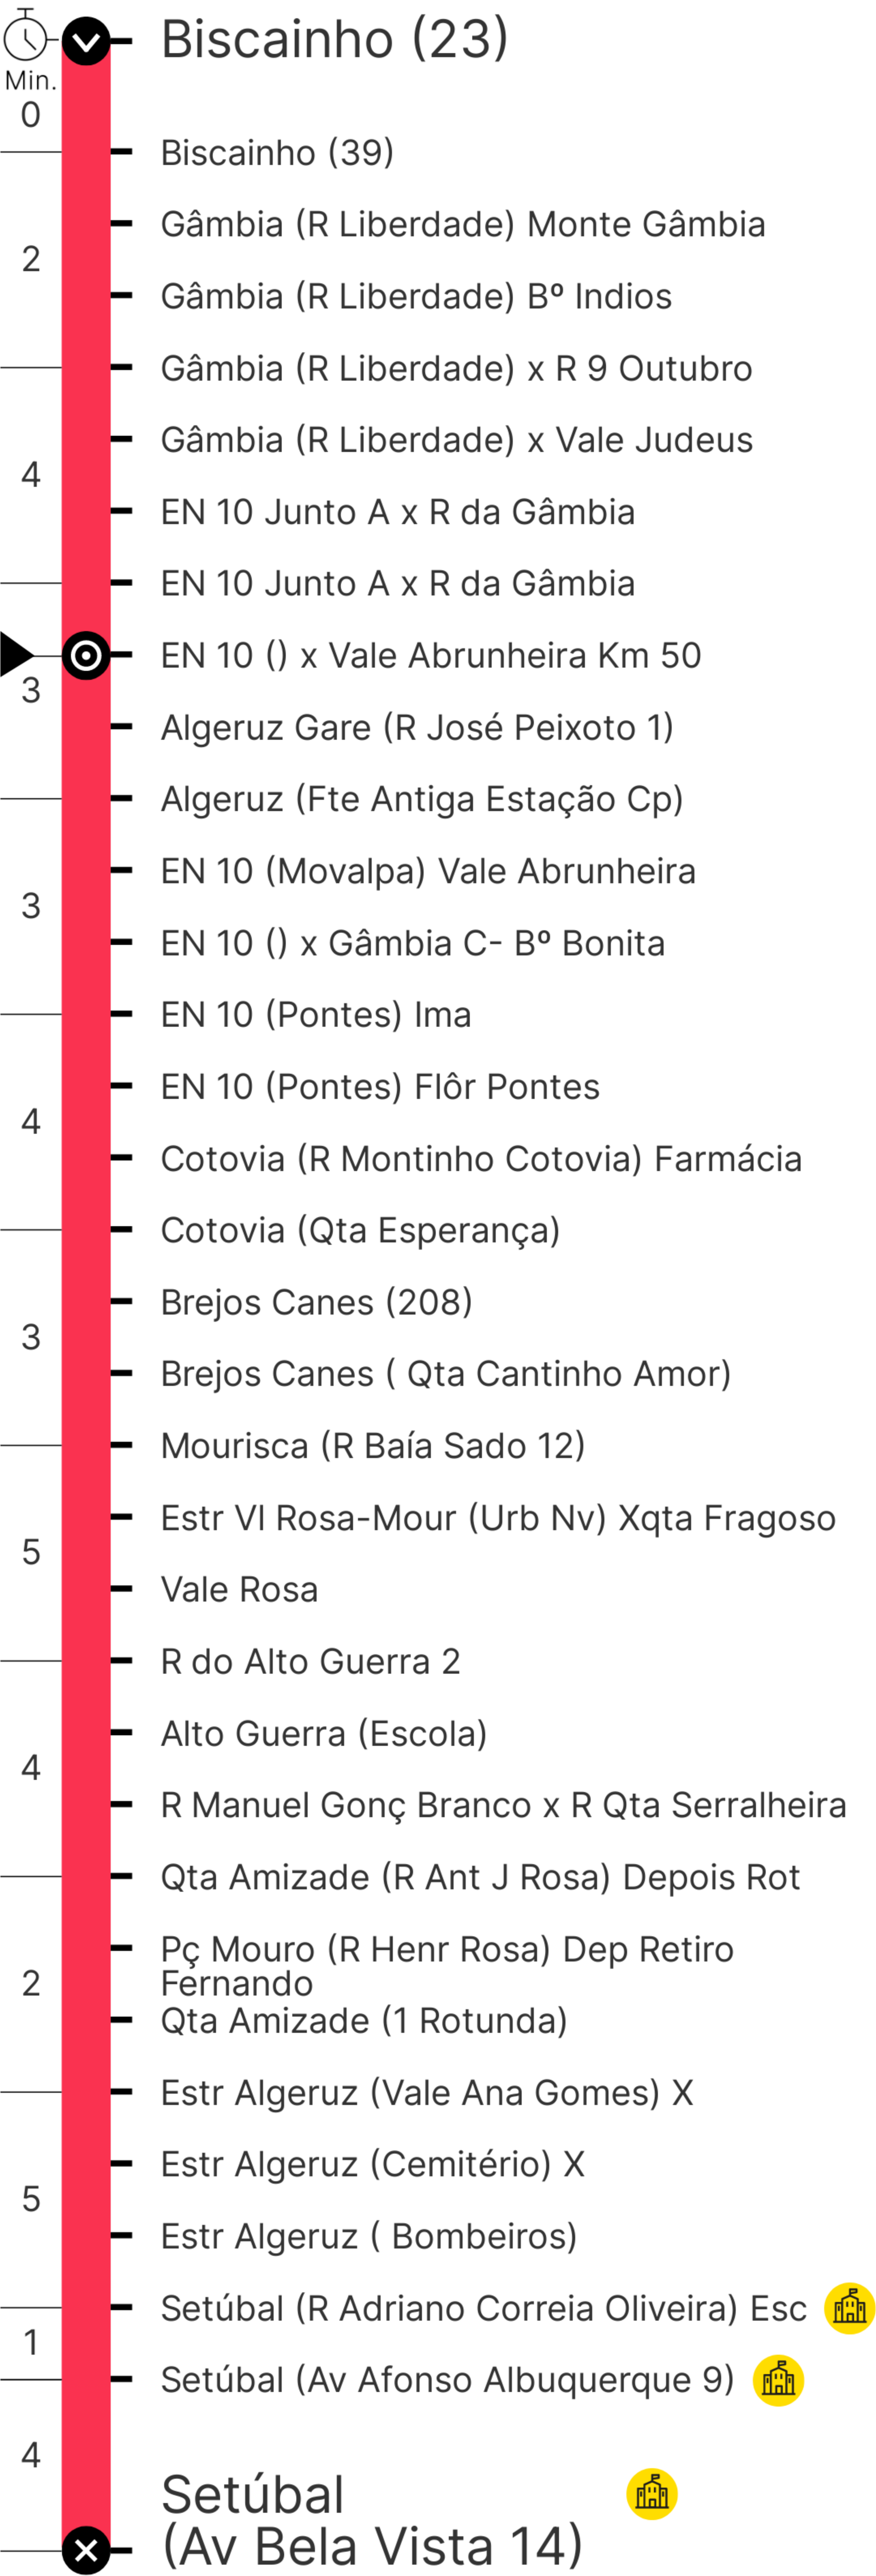 Biscainho (23)
Min.
0
Biscainho (39)
Gâmbia (R Liberdade) Monte Gâmbia
2
Gâmbia (R Liberdade) Bº Indios
Gâmbia (R Liberdade) x R 9 Outubro
Gâmbia (R Liberdade) x Vale Judeus
4
EN 10 Junto A x R da Gâmbia
EN 10 Junto A x R da Gâmbia
EN 10 () x Vale Abrunheira Km 50
3
Algeruz Gare (R José Peixoto 1)
Algeruz (Fte Antiga Estação Cp)
EN 10 (Movalpa) Vale Abrunheira
3
EN 10 () x Gâmbia C- Bº Bonita
EN 10 (Pontes) Ima
EN 10 (Pontes) Flôr Pontes
4
Cotovia (R Montinho Cotovia) Farmácia
Cotovia (Qta Esperança)
Brejos Canes (208)
3
Brejos Canes ( Qta Cantinho Amor)
Mourisca (R Baía Sado 12)
Estr Vl Rosa-Mour (Urb Nv) Xqta Fragoso
5
Vale Rosa
R do Alto Guerra 2
Alto Guerra (Escola)
4
R Manuel Gonç Branco x R Qta Serralheira
Qta Amizade (R Ant J Rosa) Depois Rot
Pç Mouro (R Henr Rosa) Dep Retiro
Fernando
2
Qta Amizade (1 Rotunda)
Estr Algeruz (Vale Ana Gomes) X
Estr Algeruz (Cemitério) X
5
Estr Algeruz ( Bombeiros)
Setúbal (R Adriano Correia Oliveira) Esc
1
Setúbal (Av Afonso Albuquerque 9)
4
Setúbal
(Av Bela Vista 14)